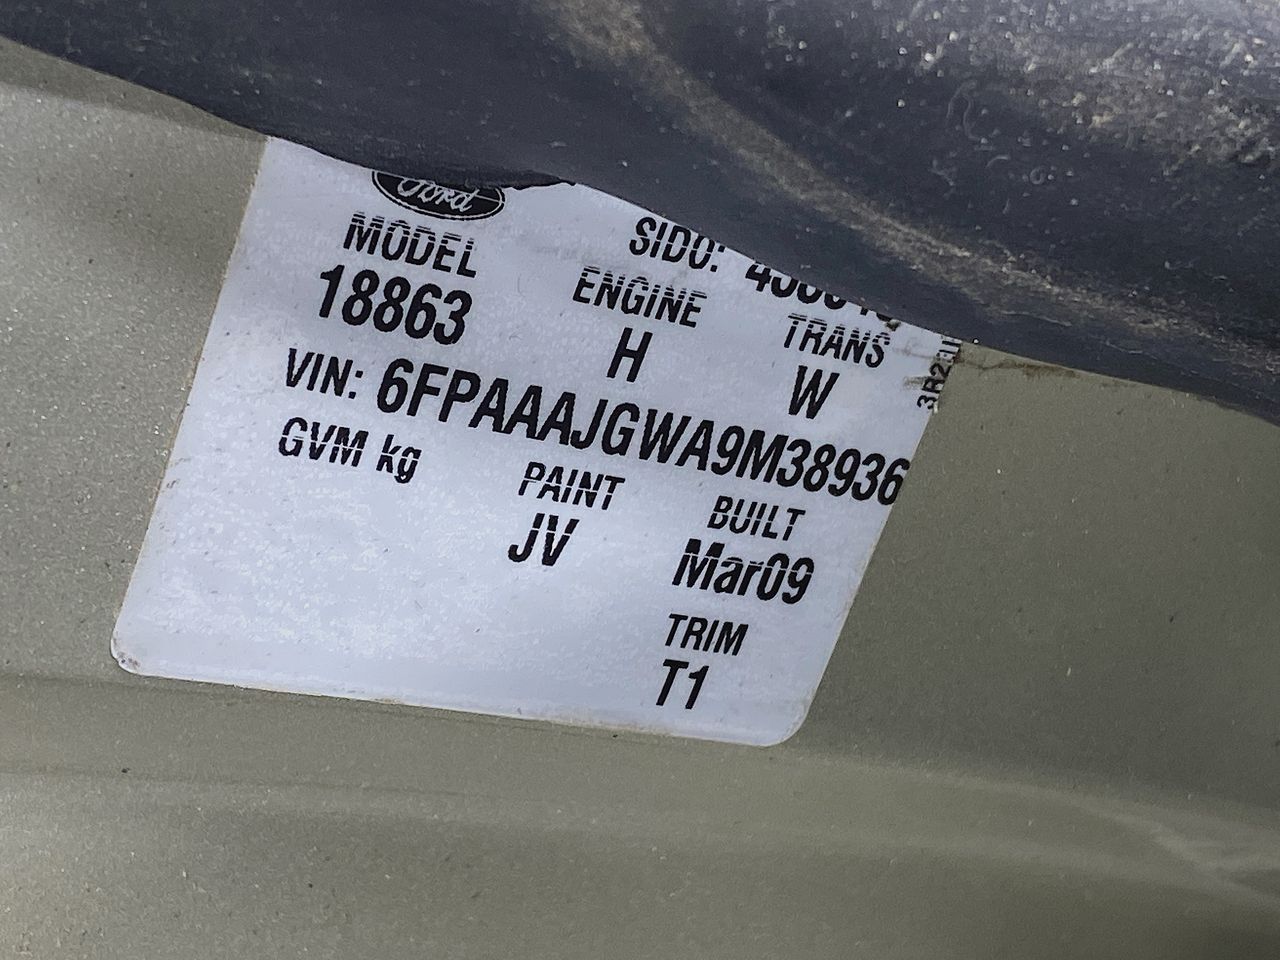 Ford
SIDO:
MODEL ENGINE TRANS
18863 H W
VIN: 6FPAAAJGWA9M38936
GVM kg PAINT BUILT
JV Mar09
TRIM
T1